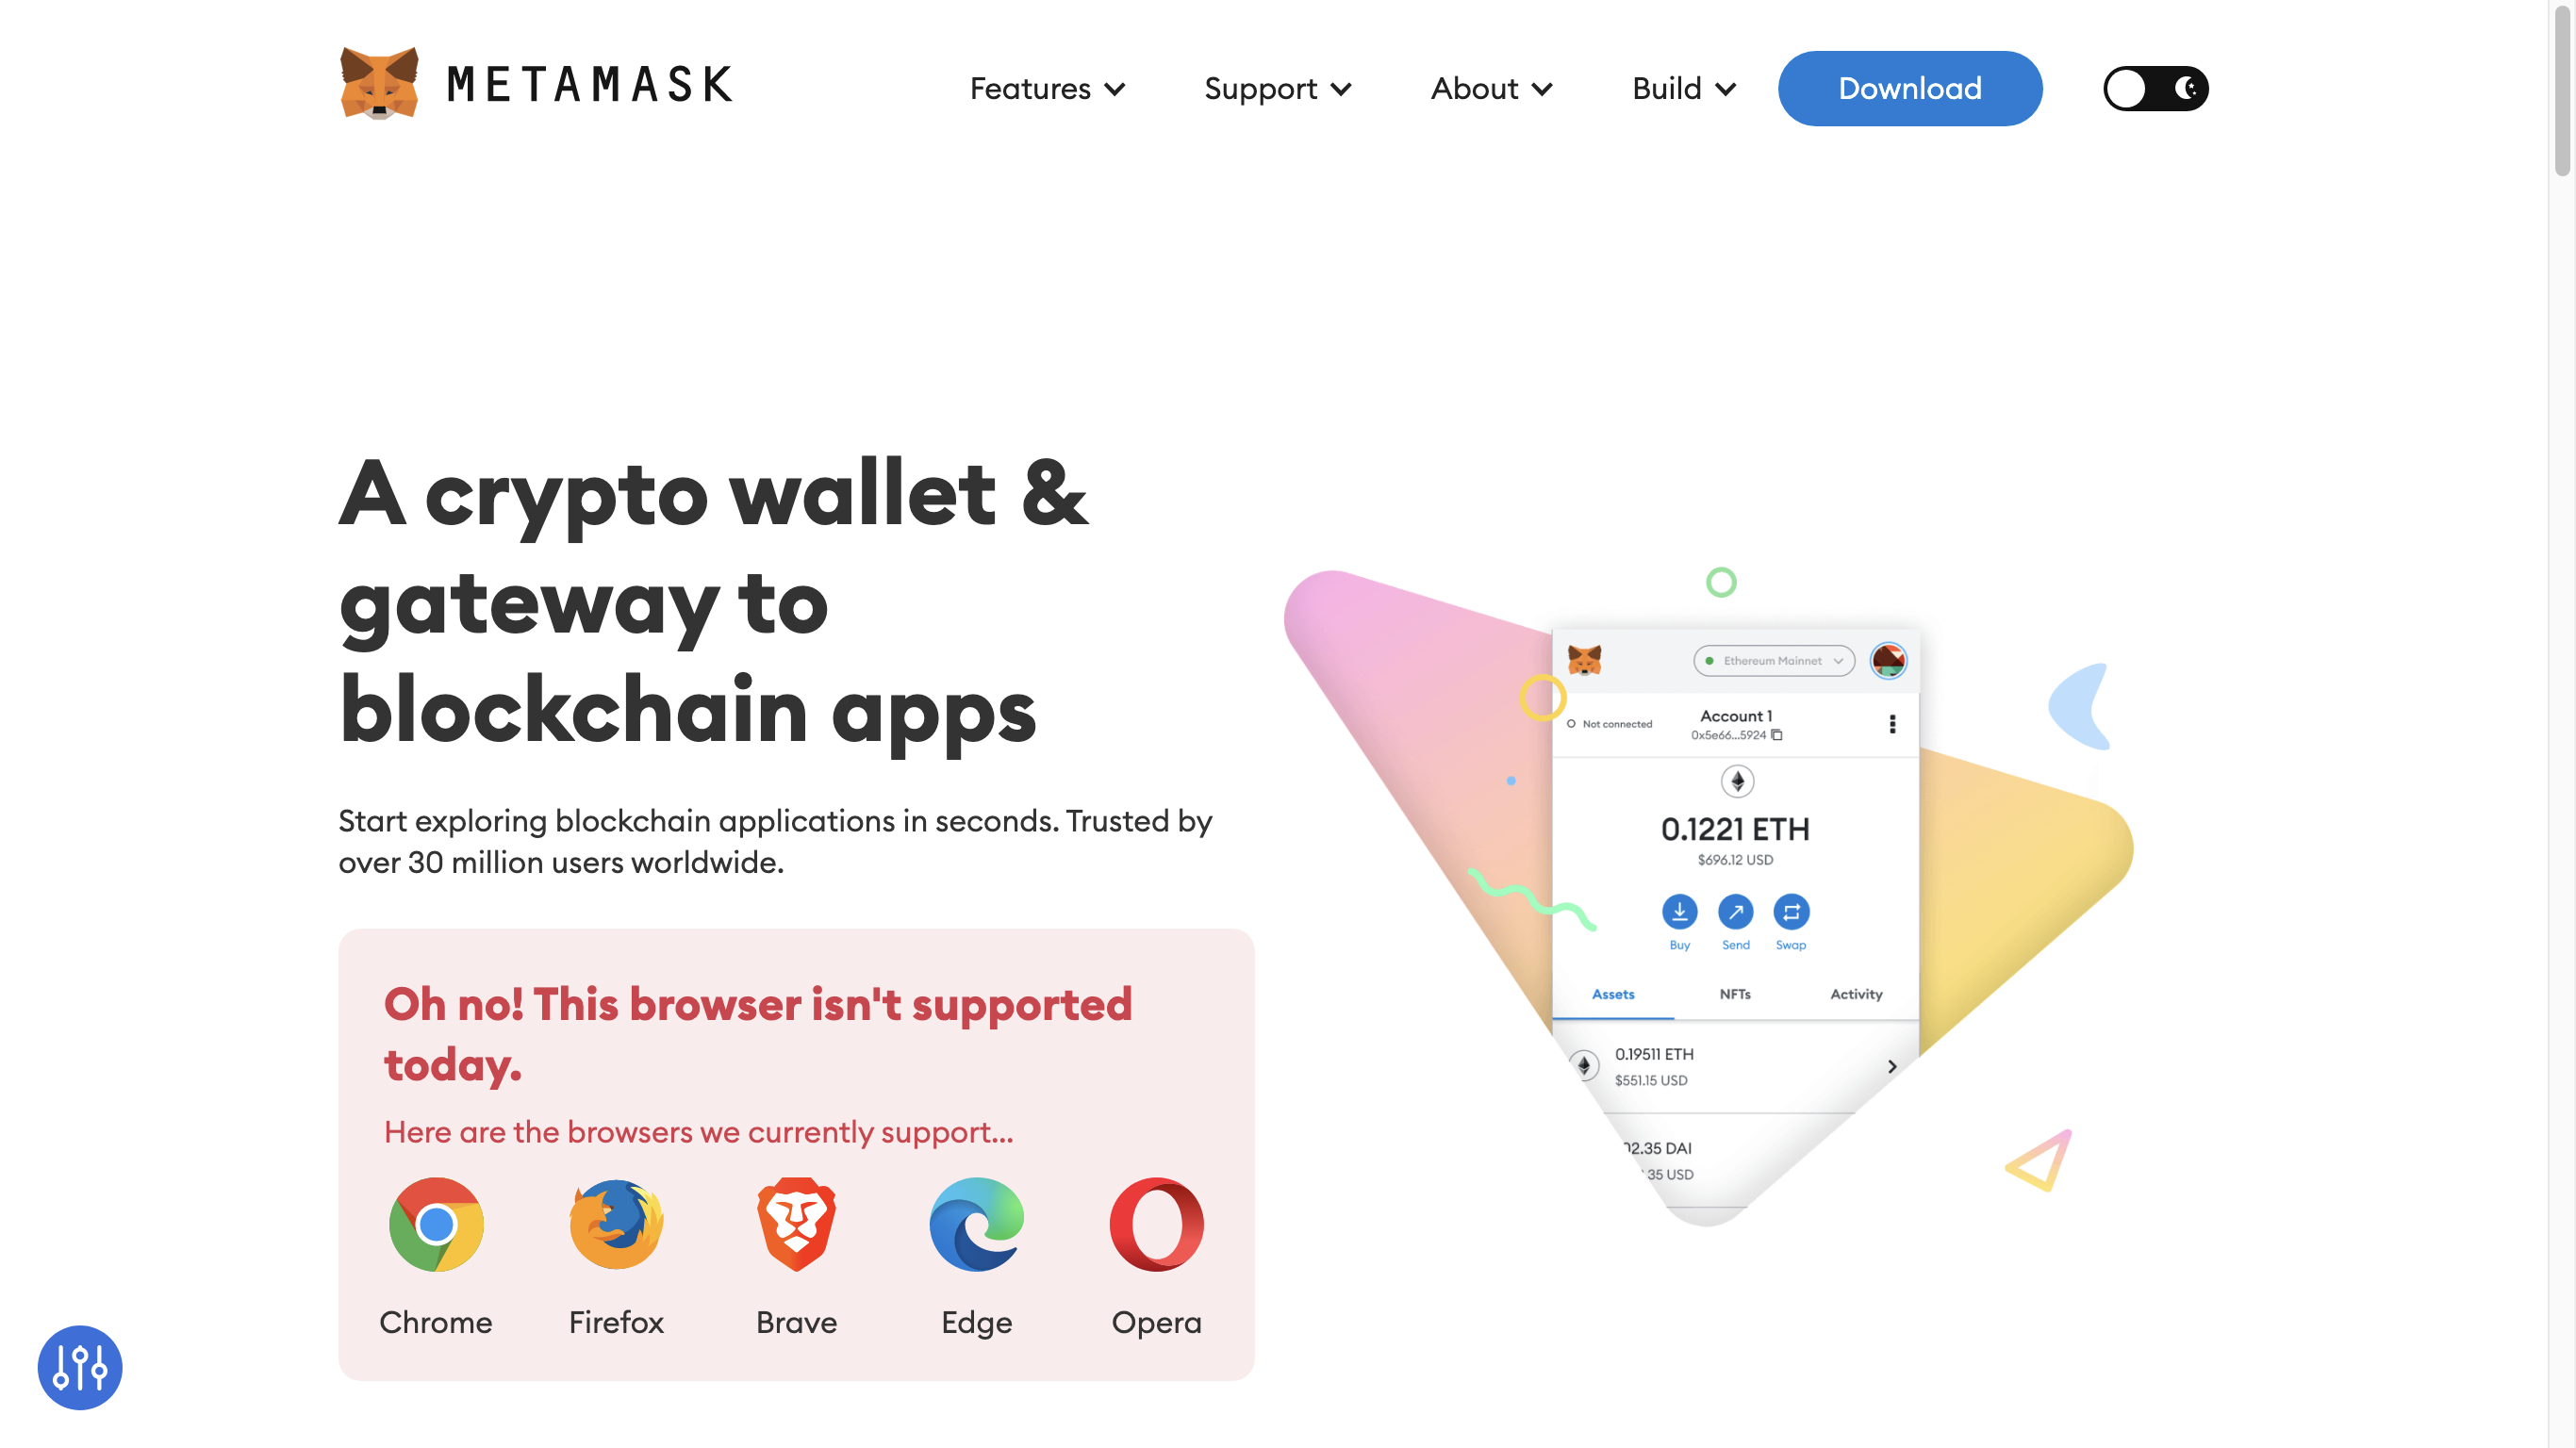 METAMASK
Features
Support
About
Build
Download
A crypto wallet &
gateway to
blockchain apps
Start exploring blockchain applications in seconds. Trusted by
over 30 million users worldwide.
Oh no! This browser isn't supported
today.
Here are the browsers we currently support...
Chrome
Firefox
Brave
Edge
Opera
Ethereum Mainnet
Not connected
Account 1
0x5e66...5924
0.1221 ETH
$696.12 USD
Buy
Send
Swap
Assets
NFTs
Activity
0.19511 ETH
$551.15 USD
2.35 DAI
35 USD